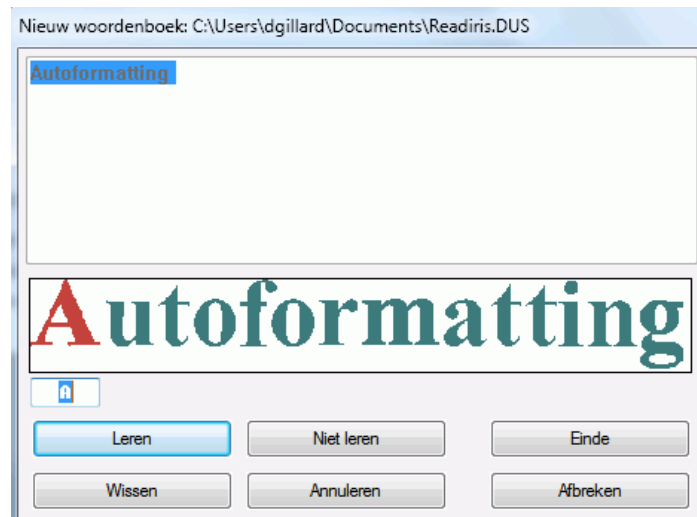 Nieuw woordenboek: C:\Users\dgillard\Documents\Readiris.DUS
Autoformatting
Autoformatting
A
Leren Niet leren Einde
Wissen Annuleren Afbreken